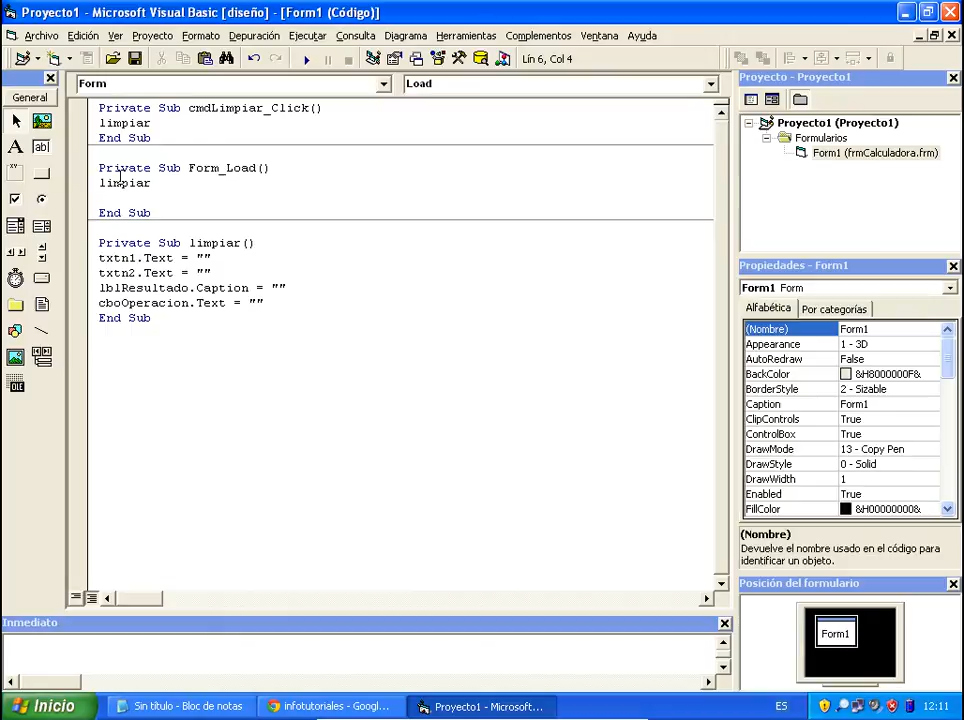 Proyecto1 - Microsoft Visual Basic [diseño] - [Form1 (Código)]
Archivo Edición Ver Proyecto Formato Depuración Ejecutar Consulta Diagrama Herramientas Complementos Ventana Ayuda
Lín 6, Col 4
General
Form Load
Private Sub cmdLimpiar_Click()
limpiar
End Sub
Private Sub Form_Load()
limpiar
End Sub
Private Sub limpiar()
txtn1.Text = ""
txtn2.Text = ""
lblResultado.Caption = ""
cboOperacion.Text = ""
End Sub
Proyecto - Proyecto1
Proyecto1 (Proyecto1)
Formularios
Form1 (frmCalculadora.frm)
Propiedades - Form1
Form1 Form
Alfabética Por categorías
(Nombre) Form1
Appearance 1 - 3D
AutoRedraw False
BackColor &H8000000F&
BorderStyle 2 - Sizable
Caption Form1
ClipControls True
ControlBox True
DrawMode 13 - Copy Pen
DrawStyle 0 - Solid
DrawWidth 1
Enabled True
FillColor &H00000000&
(Nombre)
Devuelve el nombre usado en el código para
identificar un objeto.
Posición del formulario
Form1
Inmediato
Inicio Sin título - Bloc de notas infotutoriales - Googl... Proyecto1 - Microsoft... ES 12:11